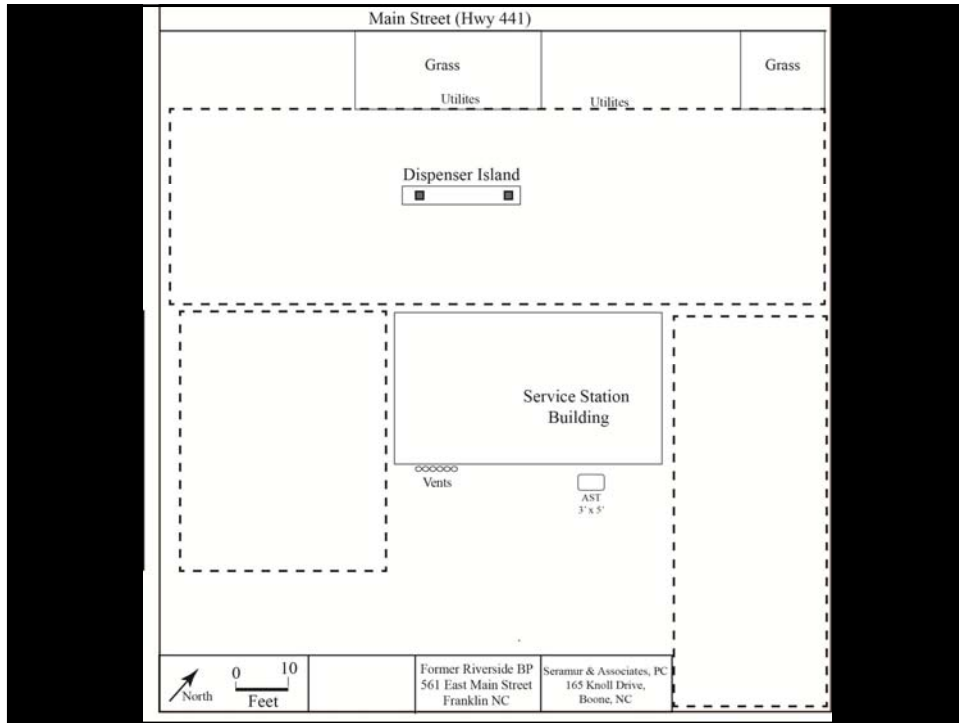 Main Street (Hwy 441)
Grass
Grass
Utilites
Utilites
Dispenser Island
Service Station
Building
Vents
AST
3' x 5'
North
0 10
Feet
Former Riverside BP
561 East Main Street
Franklin NC
Seramur & Associates, PC
165 Knoll Drive,
Boone, NC